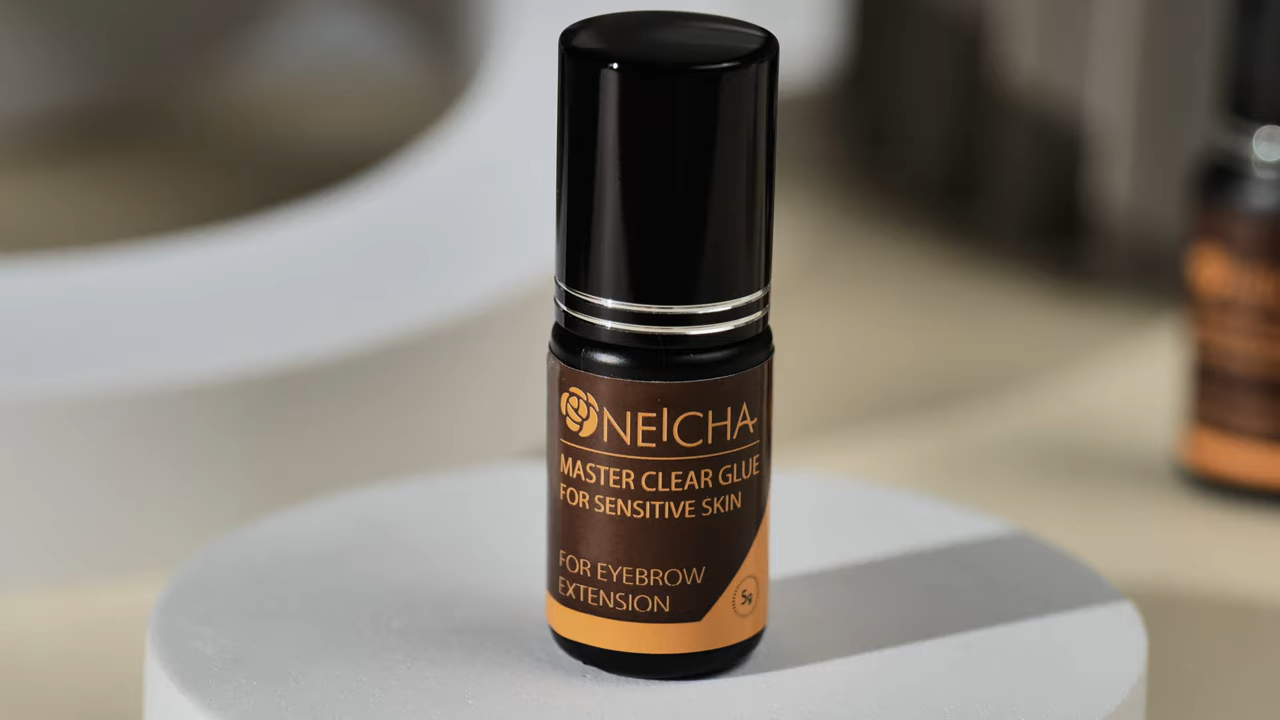 NEICHA
MASTER CLEAR GLUE
FOR SENSITIVE SKIN
FOR EYEBROW
EXTENSION
5g